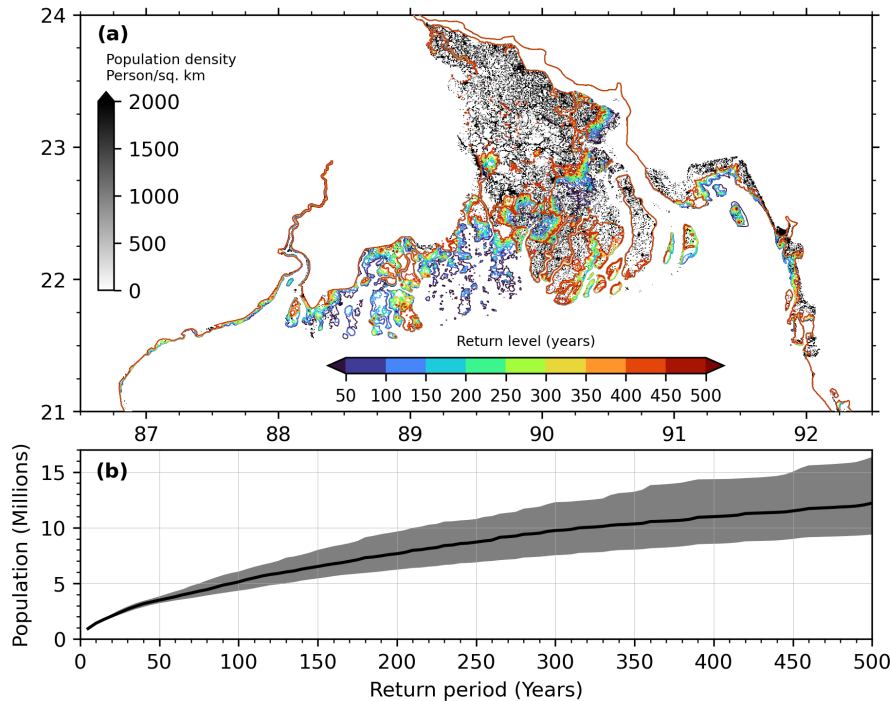 (a)
Population density
Person/sq. km
2000
1500
1000
500
0
24
23
22
21
Return level (years)
50 100 150 200 250 300 350 400 450 500
87 88 89 90 91 92
(b)
Population (Millions)
15
10
5
0
0 50 100 150 200 250 300 350 400 450 500
Return period (Years)